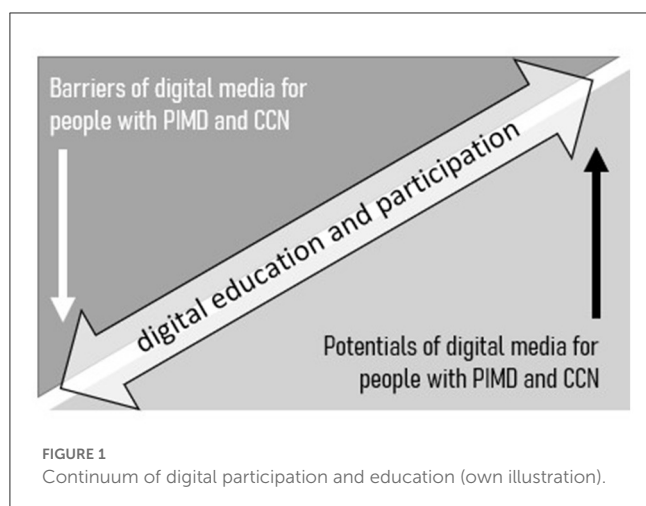 Barriers of digital media for
people with PIMD and CCN
digital education and participation
Potentials of digital media for
people with PIMD and CCN
FIGURE 1
Continuum of digital participation and education (own illustration).